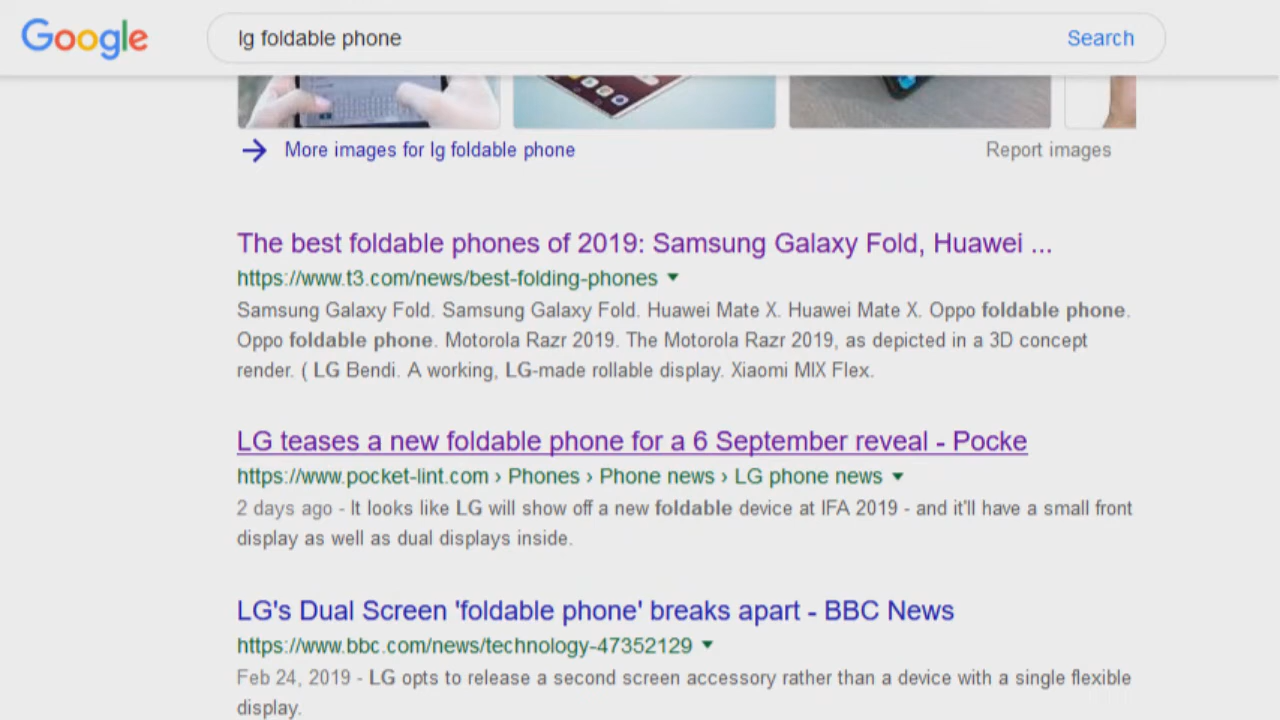 Google
lg foldable phone
Search
More images for lg foldable phone
Report images
The best foldable phones of 2019: Samsung Galaxy Fold, Huawei ...
https://www.t3.com/news/best-folding-phones
Samsung Galaxy Fold. Samsung Galaxy Fold. Huawei Mate X. Huawei Mate X. Oppo foldable phone.
Oppo foldable phone. Motorola Razr 2019. The Motorola Razr 2019, as depicted in a 3D concept
render. ( LG Bendi. A working, LG-made rollable display. Xiaomi MIX Flex.
LG teases a new foldable phone for a 6 September reveal - Pocke
https://www.pocket-lint.com › Phones › Phone news › LG phone news
2 days ago - It looks like LG will show off a new foldable device at IFA 2019 - and it'll have a small front
display as well as dual displays inside.
LG's Dual Screen 'foldable phone' breaks apart - BBC News
https://www.bbc.com/news/technology-47352129
Feb 24, 2019 - LG opts to release a second screen accessory rather than a device with a single flexible
display.